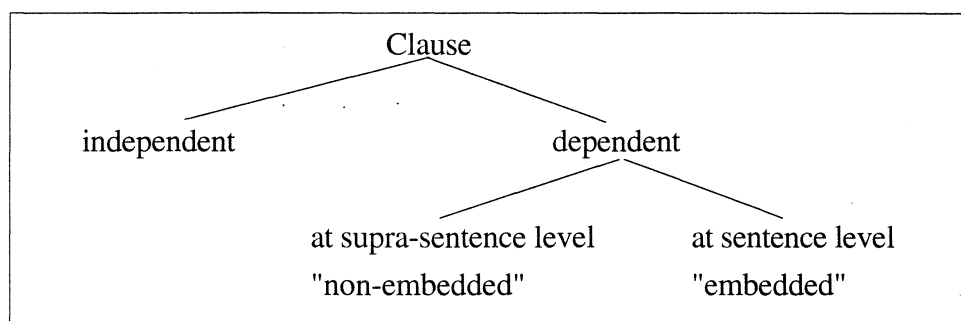 Clause
independent
dependent
at supra-sentence level
at sentence level
"non-embedded"
"embedded"